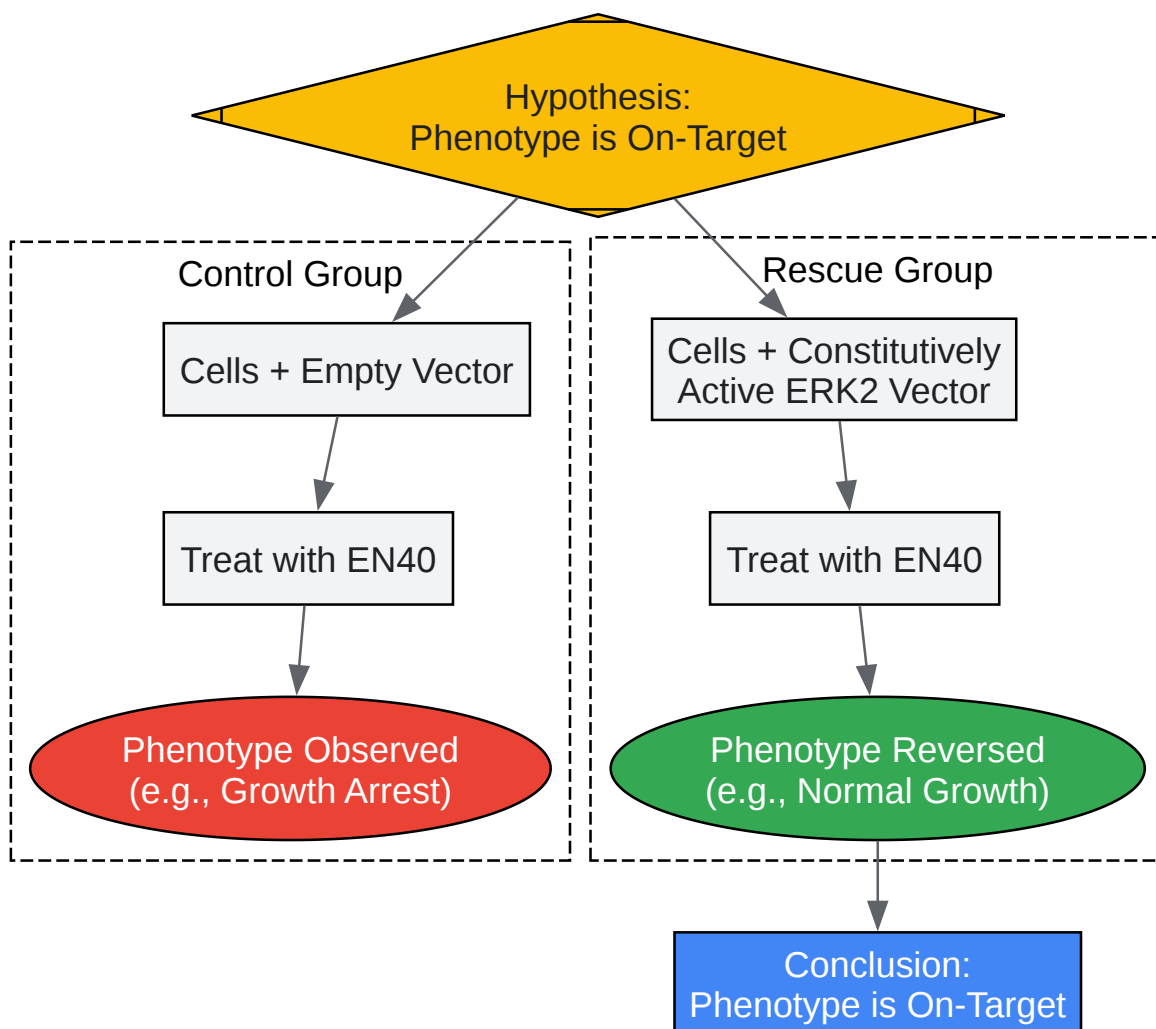 Hypothesis:
Phenotype is On-Target
Control Group
Cells + Empty Vector
Treat with EN40
Phenotype Observed
(e.g., Growth Arrest)
Rescue Group
Cells + Constitutively
Active ERK2 Vector
Treat with EN40
Phenotype Reversed
(e.g., Normal Growth)
Conclusion:
Phenotype is On-Target